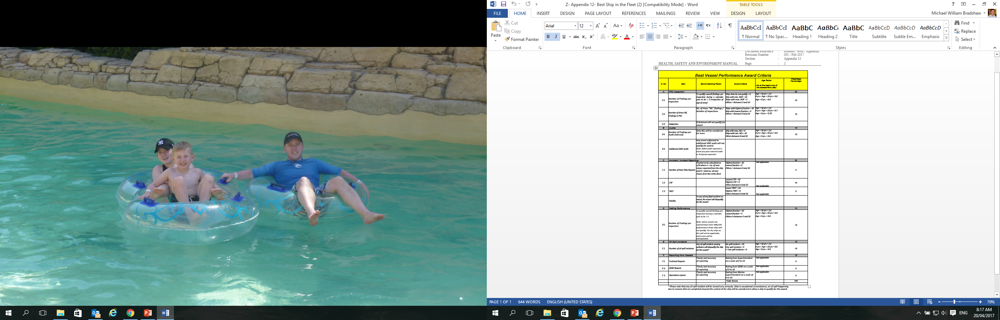 NY
Z- Appendix 12- Best Ship in the Fleet (2) [Compatibility Mode] - Word
TABLE TOOLS
FILE HOME INSERT DESIGN PAGE LAYOUT REFERENCES MAILINGS REVIEW VIEW DESIGN LAYOUT
Michael William Bradshaw
Paste
Cut
Copy
Format Painter
Clipboard
Arial 12
Font
Paragraph
AaBbCcI AaBbCcI AaBbC AaBbCc AaBbC AaBbCcD AaBbCcD AaBbCcD
¶ Normal ¶ No Spac... Heading 1 Heading 2 Title Subtitle Subtle Em... Emphasis
Styles
Find
Replace
Select
Editing
Document Reference : / HSE / Appendix
Revision Number : 001 / Feb 2017
Section : Appendix 12
HEALTH, SAFETY AND ENVIRONMENT MANUAL Page : 1
Best Vessel Performance Award Criteria
S. No. Item Bench-Marking Factor Score Criteria Age Factor (As at the beginning of the assessment year) Weightage Percentage
A PSC Inspection 20
A1 Number of Findings per inspection
To qualify overall findings per inspection during a calendar year to be < 3 irrespective of age of vessel
Ships that do not qualify = 0
Ship with min. NOF = 10
Ships with max. NOF = 5
Others = Between 5 and 10
Age > 18 yrs = 1.0
8 yrs < Age < 18 yrs = 0.8
Age < 8 yrs. = 0.6
10
A2 Number of times NIL Findings in PSC
No. of times "NIL" findings / Number of inspections
Ships with highest fraction = 10
Ship with lowest fraction = 0
Others = Between 0 and 10
Age > 18 yrs = 1.0
8 yrs < Age < 18 yrs = 0.7
Age < 8 yrs. = 0.35
10
A3 Detention
If detained will not qualify for award
B Audits 15
B1 Number of Findings per Audit (Internal)
Only NCs will be considered for score
Ship with max. NCs = 0
Ships with min. NCs = 10
Others between 0 and 10
Age > 18 yrs = 1.0
8 yrs < Age < 18 yrs = 0.8
Age < 8 yrs. = 0.6
15
B3 Additional SMC Audit
Any vessel subjected to additional SMC audit will not qualify for award.
Note: Addnl audit required in event of a poor external audit or 3rd party inspection
C Accident / Incident Reporting 20
C1 Number of Near Miss Reports
Fraction to be calculated as n/N where n = no. of near misses reported from the ship and N = total no. of near misses from the entire fleet
Highest fraction = 10
Lowest fraction = 0
Others = between 0 and 10
Not applicable
5
C2 LTIF
Lowest LTIF = 10
Highest LTIF = 0
Others between 0 and 10
Not applicable
10
C3 TRCF
Lowes TRCF = 10
Highest TRCF = 0
Others between 0 and 10
Not applicable
5
Fatality
In case of any fatal accident on board, the vessel will disqualify for the award
D Vetting Performance 15
D1 Number of Findings per inspection
To qualify overall findings per inspection during a calender year to be < 3.
Note: where vessels are rejected basis their SIRE/CDI performance those ships will not qualify. For dry ships as this will not be applicable, total score will be extrapolated.
Highest fraction = 10
Lowest fraction = 5
Others in between 5 and 10
Age > 18 yrs = 1.0
8 yrs < Age < 18 yrs = 0.8
Age < 8 yrs. = 0.6
15
E Oil Spill Incidents 15
E1 Number of oil spill incidents
Any oil spill incident causing pollution will disqualify the ship for the award*
No spill incident = 10
One spill incident = 4
> Two spill incidents = 0
Age > 18 yrs = 1.0
8 yrs < Age < 18 yrs = 0.8
Age < 8 yrs. = 0.6
15
F Reporting from Vessels 15
F1 Technical Reports
Timely and accuracy of reporting
Rating from Superintendent on a scale of 0 to 10
Not applicable
5
F2 QHSE Reports
Timely and accuracy of reporting
Rating from QHSE on a scale of 0 to 10
Not applicable
5
F3 Operations reports
Timely and accuracy of reporting
Rating from Marine Superintendent on a scale of 0 to 10
Not applicable
5
Total Score 100
* Please note that any oil spill incident will be viewed very seriously. Only in exceptional circumstances, an oil spill happening
due to reasons that are completely beyond the control of the ship will be considered to allow a ship to qualify for the award.
PAGE 1 OF 1 644 WORDS ENGLISH (UNITED STATES) 70%
ENG 8:17 AM
20/04/2017